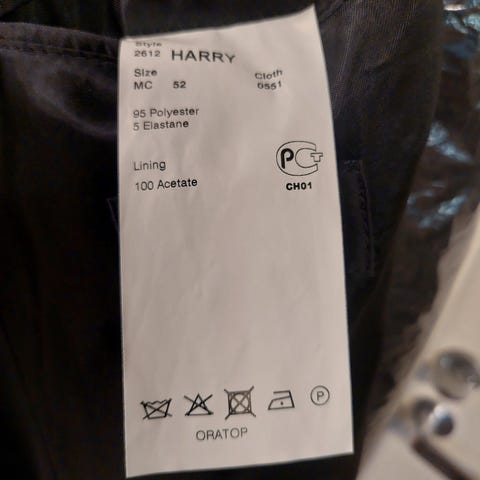 Style
2612 HARRY
Size Cloth
MC 52 0551
95 Polyester
5 Elastane
Lining
100 Acetate
PCT
CH01
P
ORATOP